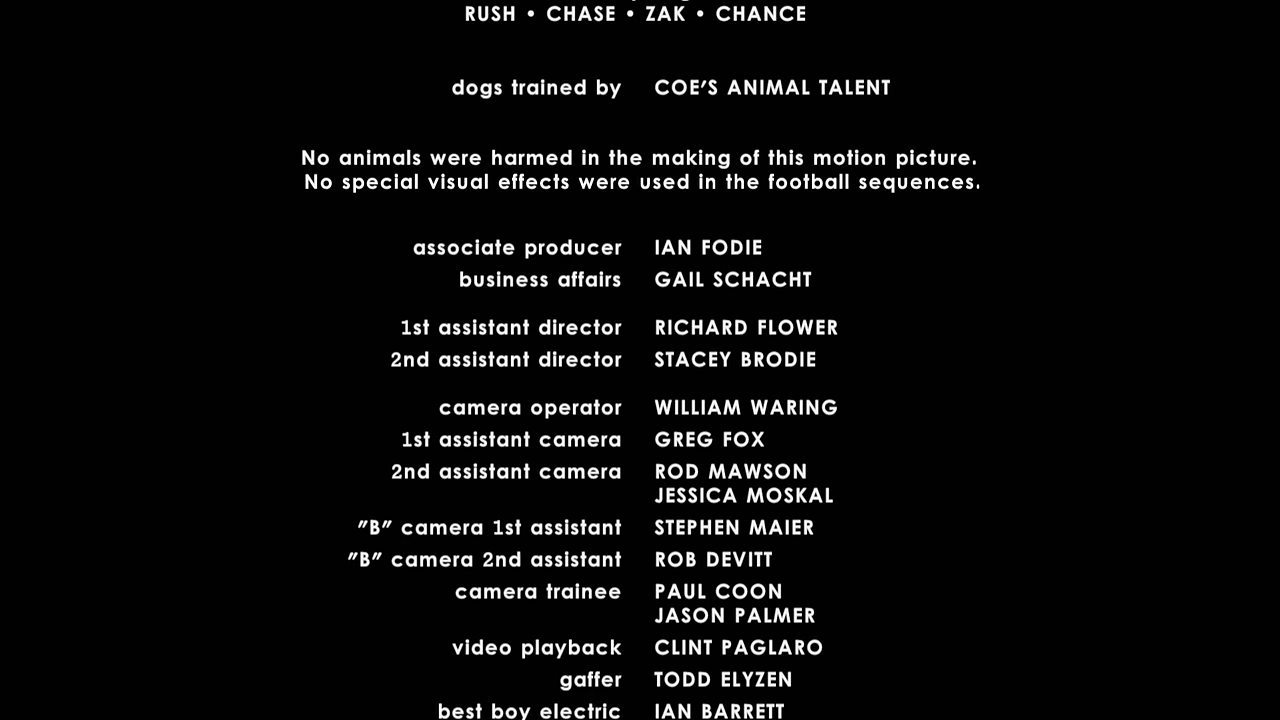 RUSH • CHASE • ZAK • CHANCE
dogs trained by COE'S ANIMAL TALENT
No animals were harmed in the making of this motion picture.
No special visual effects were used in the football sequences.
associate producer IAN FODIE
business affairs GAIL SCHACHT
1st assistant director RICHARD FLOWER
2nd assistant director STACEY BRODIE
camera operator WILLIAM WARING
1st assistant camera GREG FOX
2nd assistant camera ROD MAWSON
JESSICA MOSKAL
"B" camera 1st assistant STEPHEN MAIER
"B" camera 2nd assistant ROB DEVITT
camera trainee PAUL COON
JASON PALMER
video playback CLINT PAGLARO
gaffer TODD ELYZEN
best boy electric IAN BARRETT